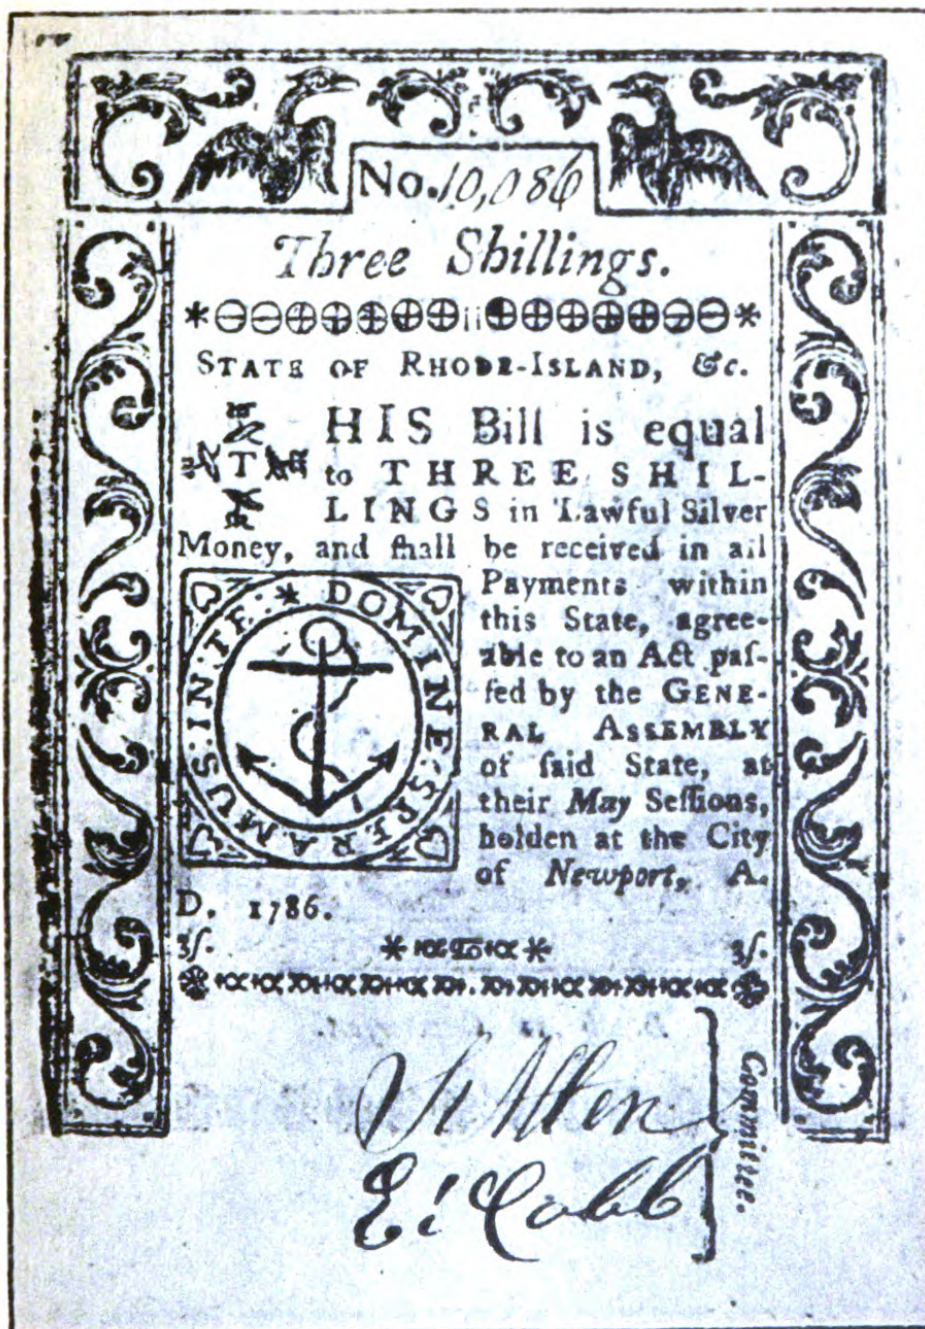 No. 10,086
Three Shillings.
STATE OF RHODE-ISLAND, &c.
THIS Bill is equal
to THREE SHIL-
LINGS in Lawful Silver
Money, and ſhall be received in all
Payments within
this State, agree-
able to an Act paſ-
ſed by the GENE-
RAL ASSEMBLY
of ſaid State, at
their May Seſſions,
holden at the City
of Newport, A.
D. 1786.
DOMINE: SPERAMUS: IN: TE:
3ſ. 3ſ.
Allen
E: Cobb
Committee.